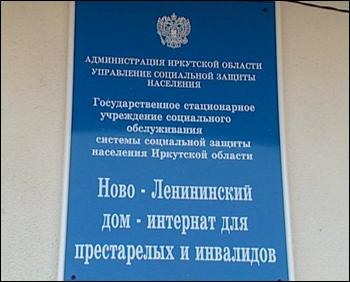 АДМИНИСТРАЦИЯ ИРКУТСКОЙ ОБЛАСТИ
УПРАВЛЕНИЕ СОЦИАЛЬНОЙ ЗАЩИТЫ
НАСЕЛЕНИЯ
Государственное стационарное
учреждение социального
обслуживания
системы социальной защиты
населения Иркутской области
Ново - Ленининский
дом - интернат для
престарелых и инвалидов